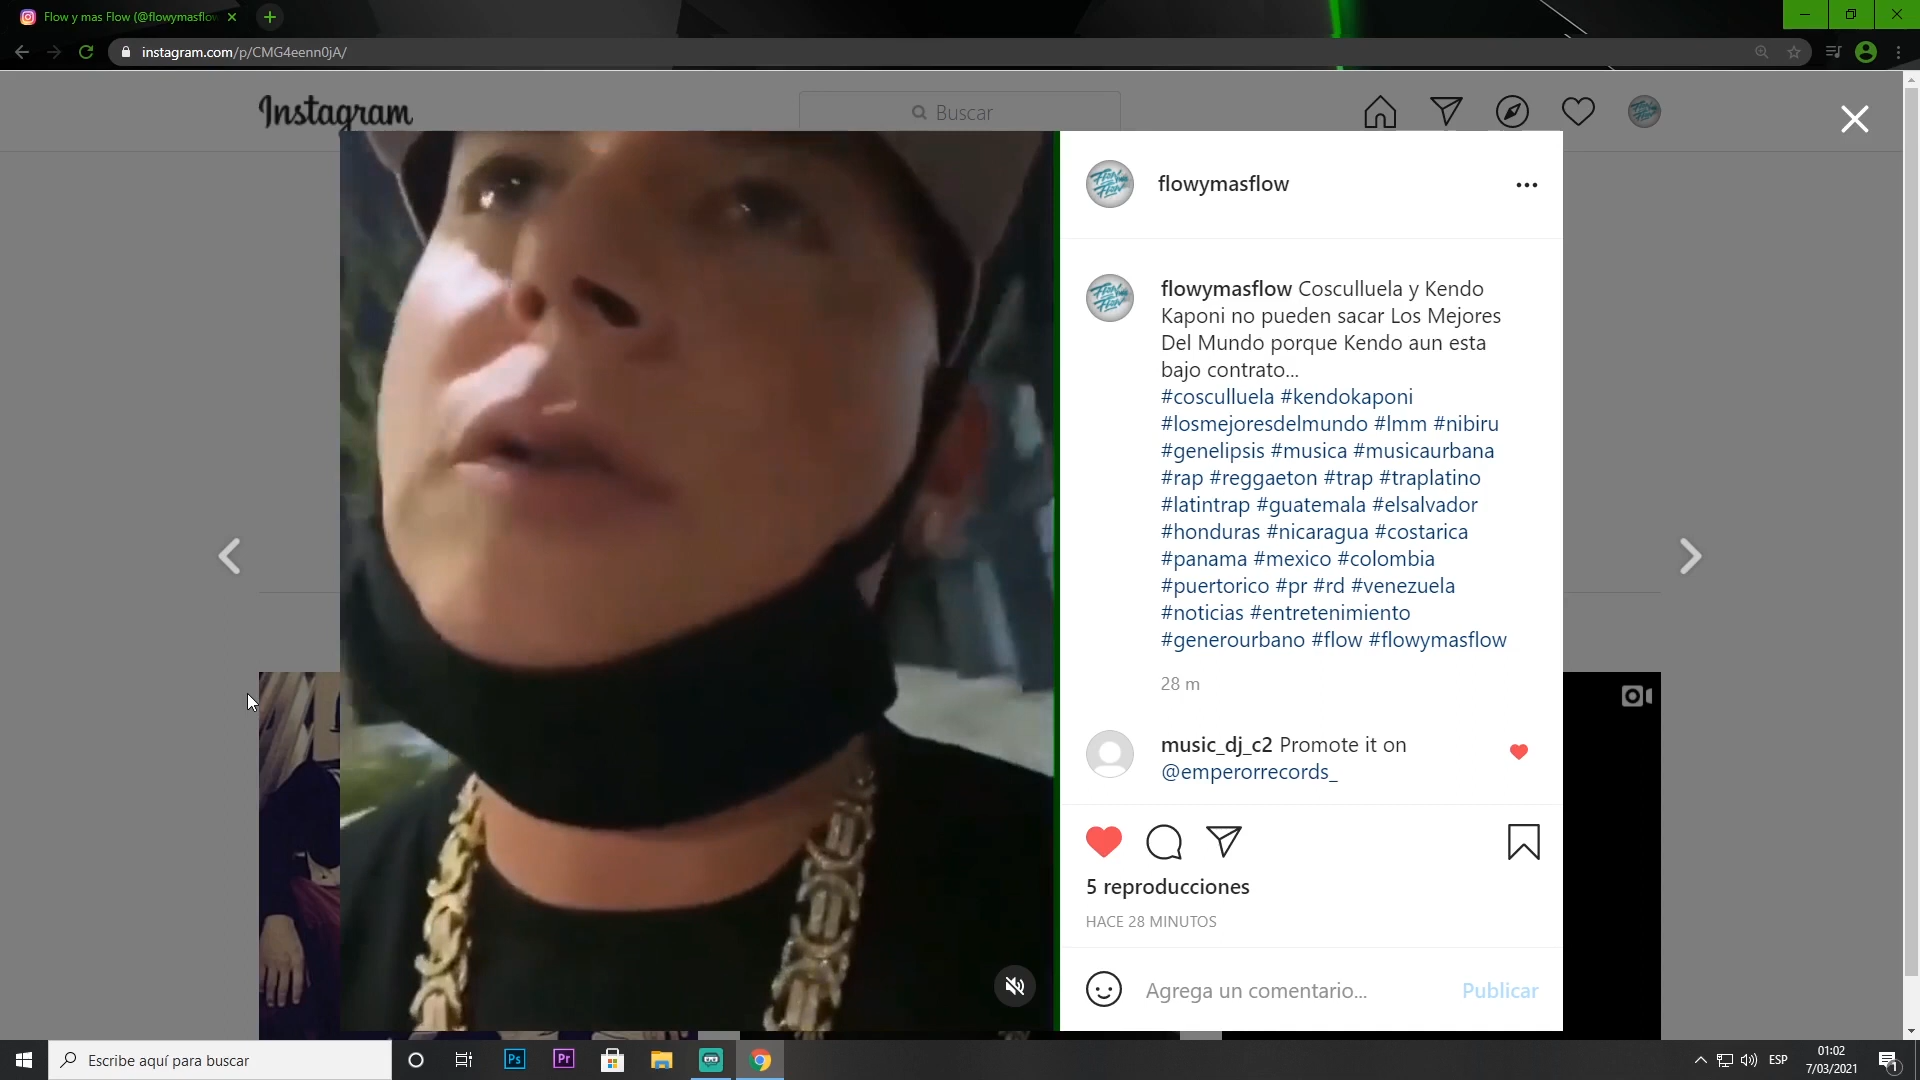 Flow y mas Flow (@flowymasflow
instagram.com/p/CMG4eenn0jA/
Instagram
Buscar
flowymasflow
flowymasflow Cosculluela y Kendo
Kaponi no pueden sacar Los Mejores
Del Mundo porque Kendo aun esta
bajo contrato...
#cosculluela #kendokaponi
#losmejoresdelmundo #lmm #nibiru
#genelipsis #musica #musicaurbana
#rap #reggaeton #trap #traplatino
#latintrap #guatemala #elsalvador
#honduras #nicaragua #costarica
#panama #mexico #colombia
#puertorico #pr #rd #venezuela
#noticias #entretenimiento
#generourbano #flow #flowymasflow
28 m
music_dj_c2 Promote it on
@emperorrecords_
5 reproducciones
HACE 28 MINUTOS
Agrega un comentario... Publicar
Escribe aquí para buscar
Ps
Pr
ESP
01:02
7/03/2021
1